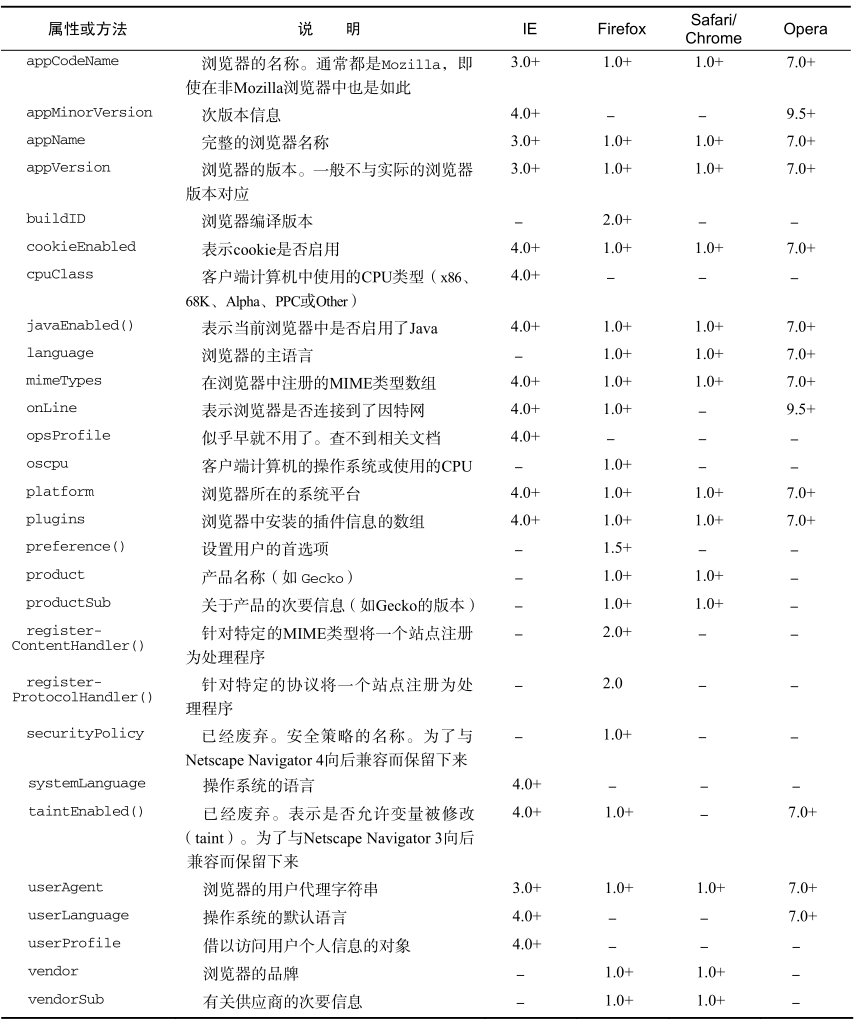 属性或方法 说 明 IE Firefox Safari/Chrome Opera
appCodeName 浏览器的名称。通常都是Mozilla，即 3.0+ 1.0+ 1.0+ 7.0+
使在非Mozilla浏览器中也是如此
appMinorVersion 次版本信息 4.0+ – – 9.5+
appName 完整的浏览器名称 3.0+ 1.0+ 1.0+ 7.0+
appVersion 浏览器的版本。一般不与实际的浏览器 3.0+ 1.0+ 1.0+ 7.0+
版本对应
buildID 浏览器编译版本 – 2.0+ – –
cookieEnabled 表示cookie是否启用 4.0+ 1.0+ 1.0+ 7.0+
cpuClass 客户端计算机中使用的CPU类型（x86、 4.0+ – – –
68K、Alpha、PPC或Other）
javaEnabled() 表示当前浏览器中是否启用了Java 4.0+ 1.0+ 1.0+ 7.0+
language 浏览器的主语言 – 1.0+ 1.0+ 7.0+
mimeTypes 在浏览器中注册的MIME类型数组 4.0+ 1.0+ 1.0+ 7.0+
onLine 表示浏览器是否连接到了因特网 4.0+ 1.0+ – 9.5+
opsProfile 似乎早就不用了。查不到相关文档 4.0+ – – –
oscpu 客户端计算机的操作系统或使用的CPU – 1.0+ – –
platform 浏览器所在的系统平台 4.0+ 1.0+ 1.0+ 7.0+
plugins 浏览器中安装的插件信息的数组 4.0+ 1.0+ 1.0+ 7.0+
preference() 设置用户的首选项 – 1.5+ – –
product 产品名称（如 Gecko） – 1.0+ 1.0+ –
productSub 关于产品的次要信息（如Gecko的版本） – 1.0+ 1.0+ –
register- 针对特定的MIME类型将一个站点注册 – 2.0+ – –
ContentHandler() 为处理程序
register- 针对特定的协议将一个站点注册为处 – 2.0 – –
ProtocolHandler() 理程序
securityPolicy 已经废弃。安全策略的名称。为了与 – 1.0+ – –
Netscape Navigator 4向后兼容而保留下来
systemLanguage 操作系统的语言 4.0+ – – –
taintEnabled() 已经废弃。表示是否允许变量被修改 4.0+ 1.0+ – 7.0+
（taint）。为了与Netscape Navigator 3向后
兼容而保留下来
userAgent 浏览器的用户代理字符串 3.0+ 1.0+ 1.0+ 7.0+
userLanguage 操作系统的默认语言 4.0+ – – 7.0+
userProfile 借以访问用户个人信息的对象 4.0+ – – –
vendor 浏览器的品牌 – 1.0+ 1.0+ –
vendorSub 有关供应商的次要信息 – 1.0+ 1.0+ –